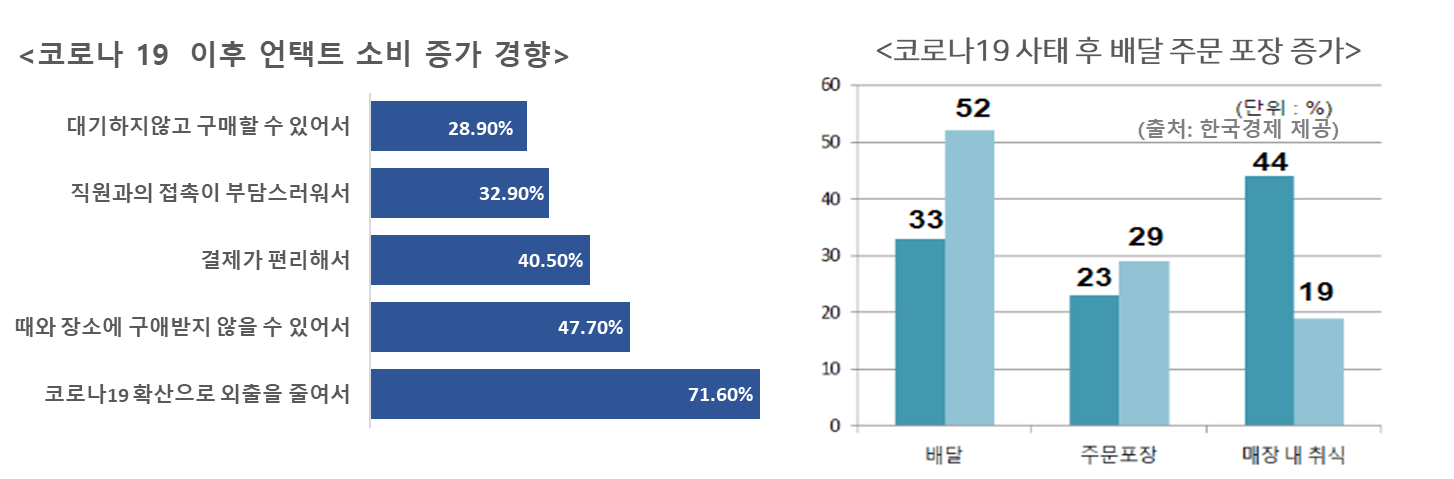 <코로나 19 이후 언택트 소비 증가 경향>
대기하지않고 구매할 수 있어서
28.90%
직원과의 접촉이 부담스러워서
32.90%
결제가 편리해서
40.50%
때와 장소에 구애받지 않을 수 있어서
47.70%
코로나19 확산으로 외출을 줄여서
71.60%
<코로나19 사태 후 배달 주문 포장 증가>
(단위 : %)
(출처: 한국경제 제공)
60
50
40
30
20
10
0
33
52
23
29
44
19
배달
주문포장
매장 내 취식